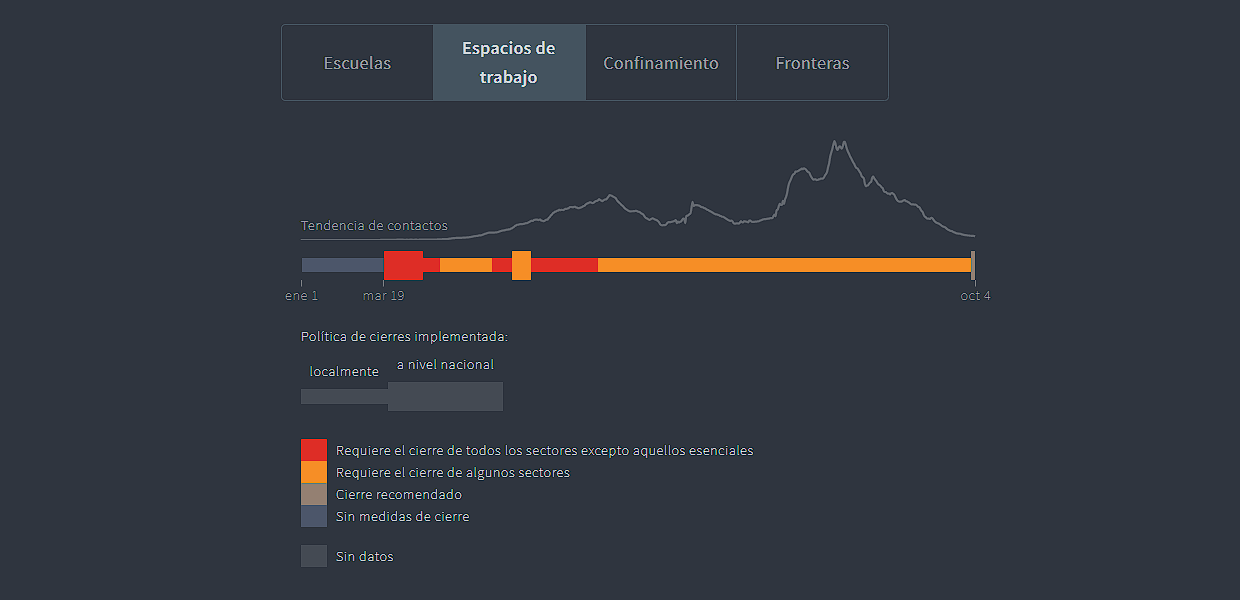 Escuelas
Espacios de
trabajo
Confinamiento
Fronteras
Tendencia de contactos
ene 1
mar 19
oct 4
Política de cierres implementada:
localmente
a nivel nacional
Requiere el cierre de todos los sectores excepto aquellos esenciales
Requiere el cierre de algunos sectores
Cierre recomendado
Sin medidas de cierre
Sin datos